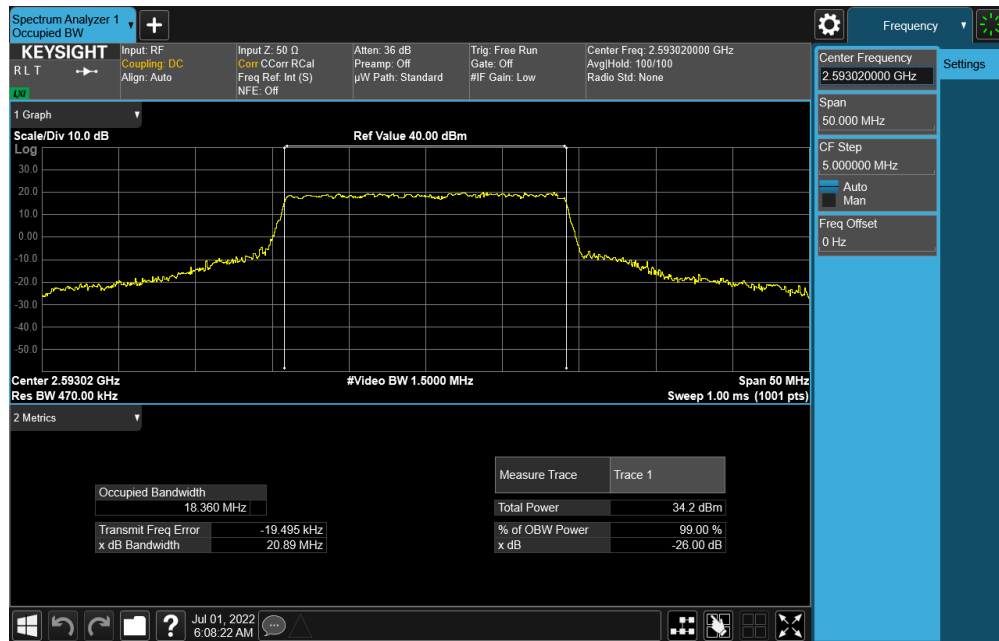 Spectrum Analyzer 1
Occupied BW
+
Frequency
KEYSIGHT
RLT
LXI
Input: RF
Coupling: DC
Align: Auto
Input Z: 50 Ω
Corr CCorr RCal
Freq Ref: Int (S)
NFE: Off
Atten: 36 dB
Preamp: Off
µW Path: Standard
Trig: Free Run
Gate: Off
#IF Gain: Low
Center Freq: 2.593020000 GHz
Avg|Hold: 100/100
Radio Std: None
Center Frequency
2.593020000 GHz
Settings
Span
50.000 MHz
CF Step
5.000000 MHz
Auto
Man
Freq Offset
0 Hz
1 Graph
Scale/Div 10.0 dB
Ref Value 40.00 dBm
Log
30.0
20.0
10.0
0.00
-10.0
-20.0
-30.0
-40.0
-50.0
Center 2.59302 GHz
#Video BW 1.5000 MHz
Span 50 MHz
Res BW 470.00 kHz
Sweep 1.00 ms (1001 pts)
2 Metrics
Measure Trace Trace 1
Occupied Bandwidth
18.360 MHz
Total Power 34.2 dBm
Transmit Freq Error -19.495 kHz
% of OBW Power 99.00 %
x dB Bandwidth 20.89 MHz
x dB -26.00 dB
?
Jul 01, 2022
6:08:22 AM